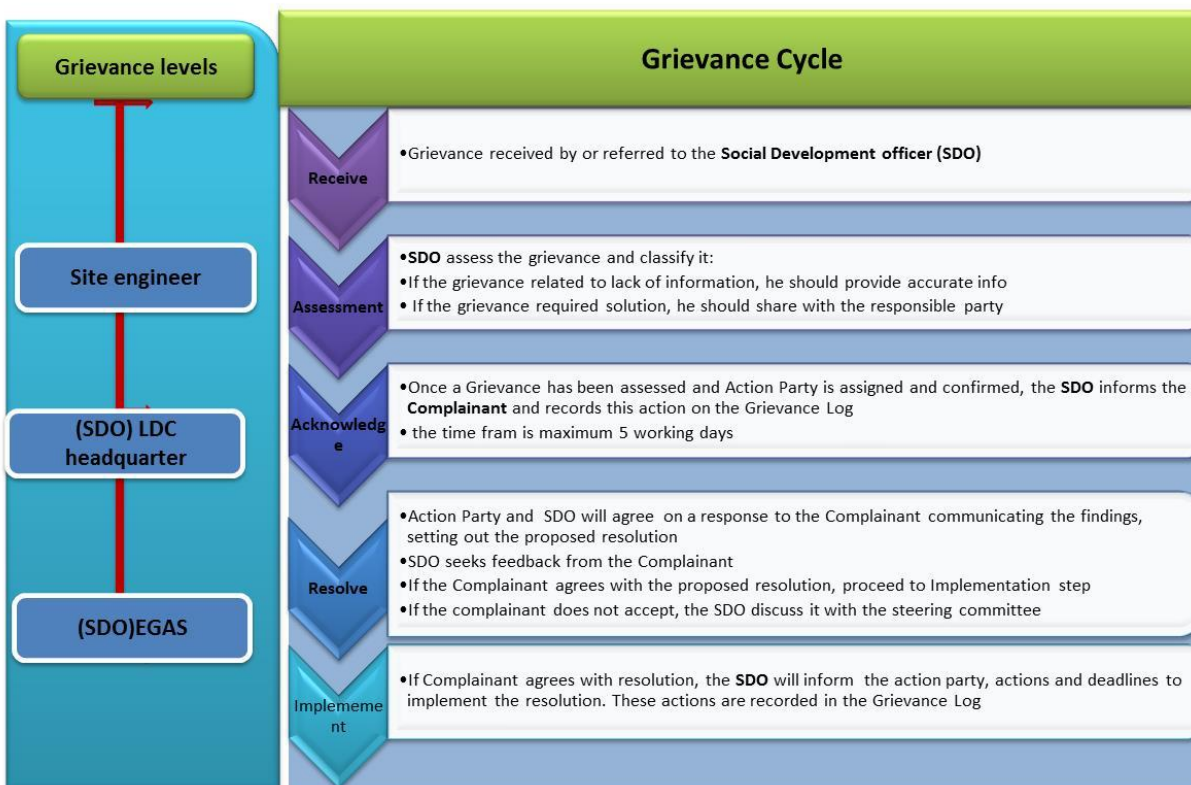 Grievance levels
Site engineer
(SDO) LDC
headquarter
(SDO)EGAS
Grievance Cycle
Receive
•Grievance received by or referred to the Social Development officer (SDO)
Assessment
•SDO assess the grievance and classify it:
•If the grievance related to lack of information, he should provide accurate info
• If the grievance required solution, he should share with the responsible party
Acknowledg
e
•Once a Grievance has been assessed and Action Party is assigned and confirmed, the SDO informs the
Complainant and records this action on the Grievance Log
• the time fram is maximum 5 working days
Resolve
•Action Party and SDO will agree on a response to the Complainant communicating the findings,
setting out the proposed resolution
•SDO seeks feedback from the Complainant
•If the Complainant agrees with the proposed resolution, proceed to Implementation step
•If the complainant does not accept, the SDO discuss it with the steering committee
Implememe
nt
•If Complainant agrees with resolution, the SDO will inform the action party, actions and deadlines to
implement the resolution. These actions are recorded in the Grievance Log